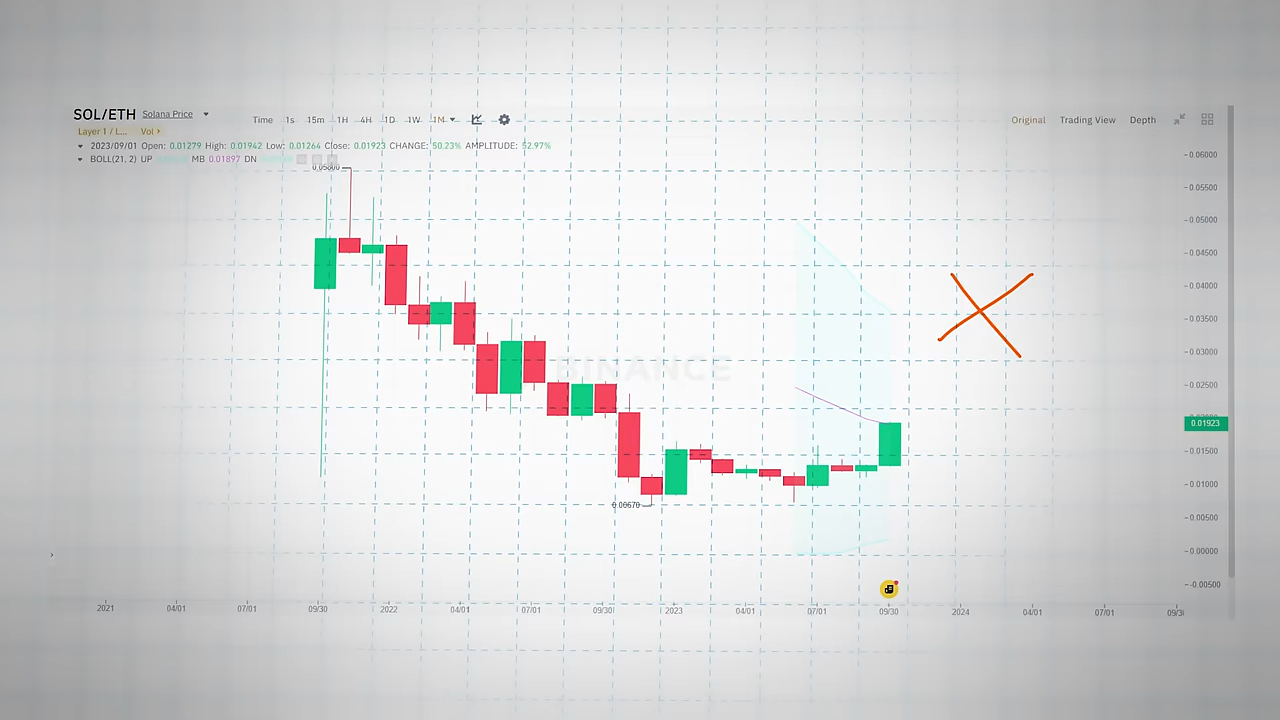 SOL/ETH Solana Price
Time 1s 15m 1H 4H 1D 1W 1M
Original Trading View Depth
Layer 1 / L... Vol >
2023/09/01 Open: 0.01279 High: 0.01942 Low: 0.01264 Close: 0.01923 CHANGE: 50.23% AMPLITUDE: 52.97%
BOLL(21, 2) UP MB 0.01897 DN
0.05800
0.06000
0.05500
0.05000
0.04500
0.04000
0.03500
0.03000
0.02500
0.01923
0.01500
0.01000
0.00500
0.00000
-0.00500
BINANCE
0.00670
2021 04/01 07/01 09/30 2022 04/01 07/01 09/30 2023 04/01 07/01 09/30 2024 04/01 07/01